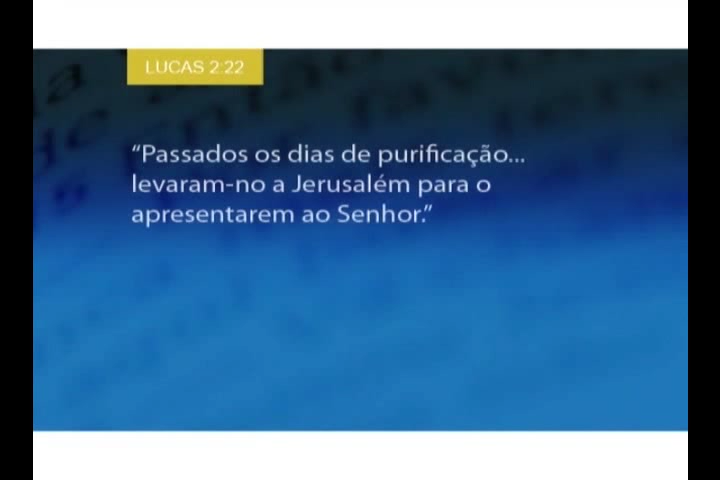 LUCAS 2:22
“Passados os dias de purificação...
levaram-no a Jerusalém para o
apresentarem ao Senhor.”